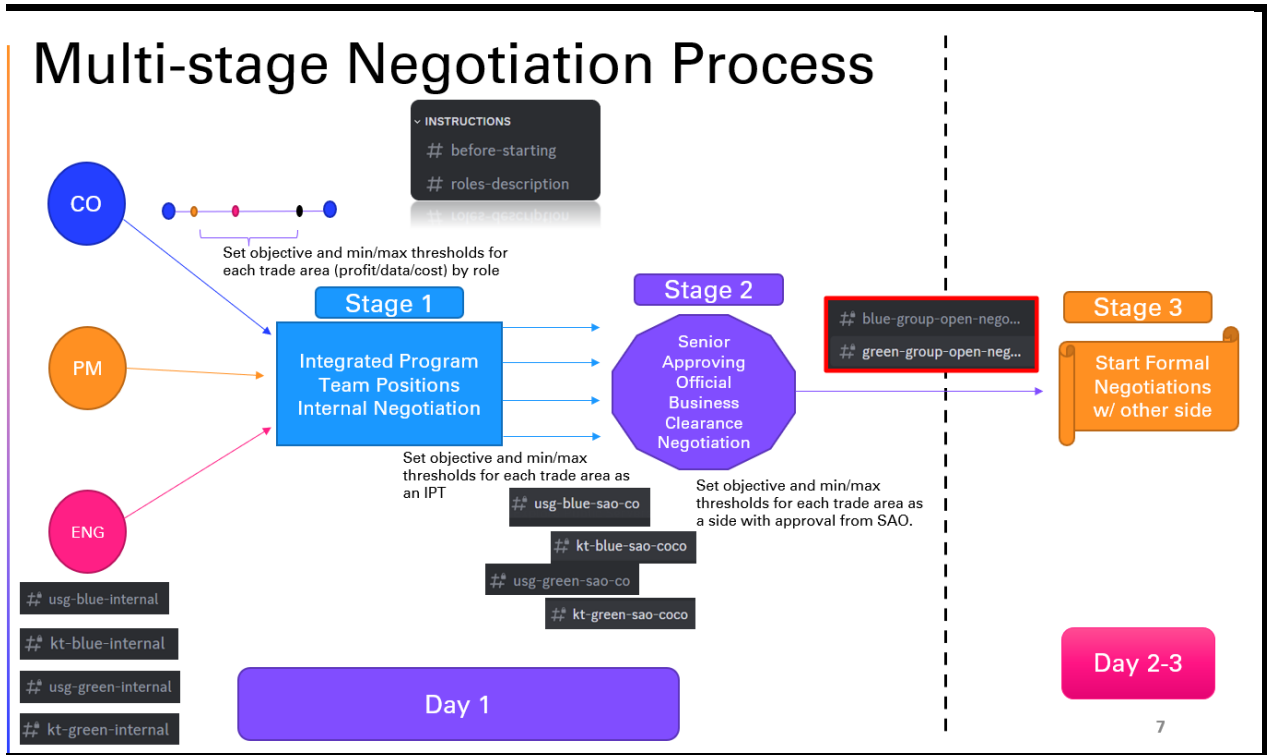 Multi-stage Negotiation Process
INSTRUCTIONS
# before-starting
# roles-description
CO
Set objective and min/max thresholds for
each trade area (profit/data/cost) by role
Stage 1
Integrated Program
Team Positions
Internal Negotiation
PM
ENG
Set objective and min/max
thresholds for each trade area as
an IPT
Stage 2
Senior
Approving
Official
Business
Clearance
Negotiation
Set objective and min/max
thresholds for each trade area as
a side with approval from SAO.
# blue-group-open-nego...
# green-group-open-neg...
Stage 3
Start Formal
Negotiations
w/ other side
# usg-blue-sao-co
# kt-blue-sao-coco
# usg-green-sao-co
# kt-green-sao-coco
# usg-blue-internal
# kt-blue-internal
# usg-green-internal
# kt-green-internal
Day 1
Day 2-3
7